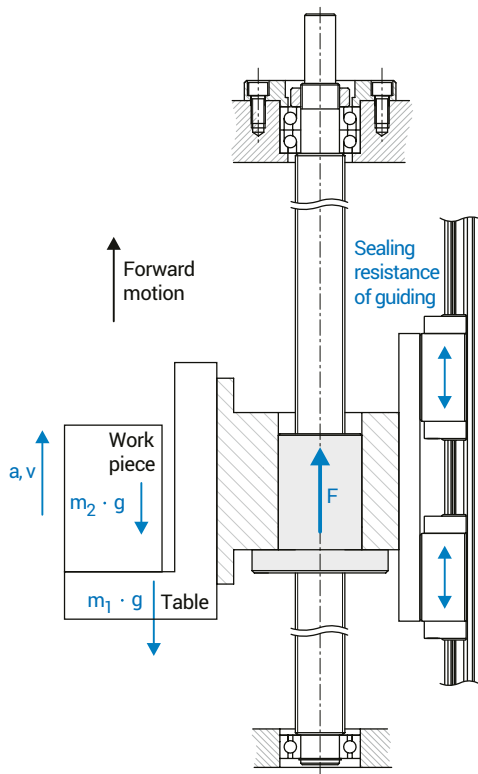 Sealing
resistance
of guiding
Forward
motion
a, v
Work
piece
m₂ · g
F
m₁ · g
Table